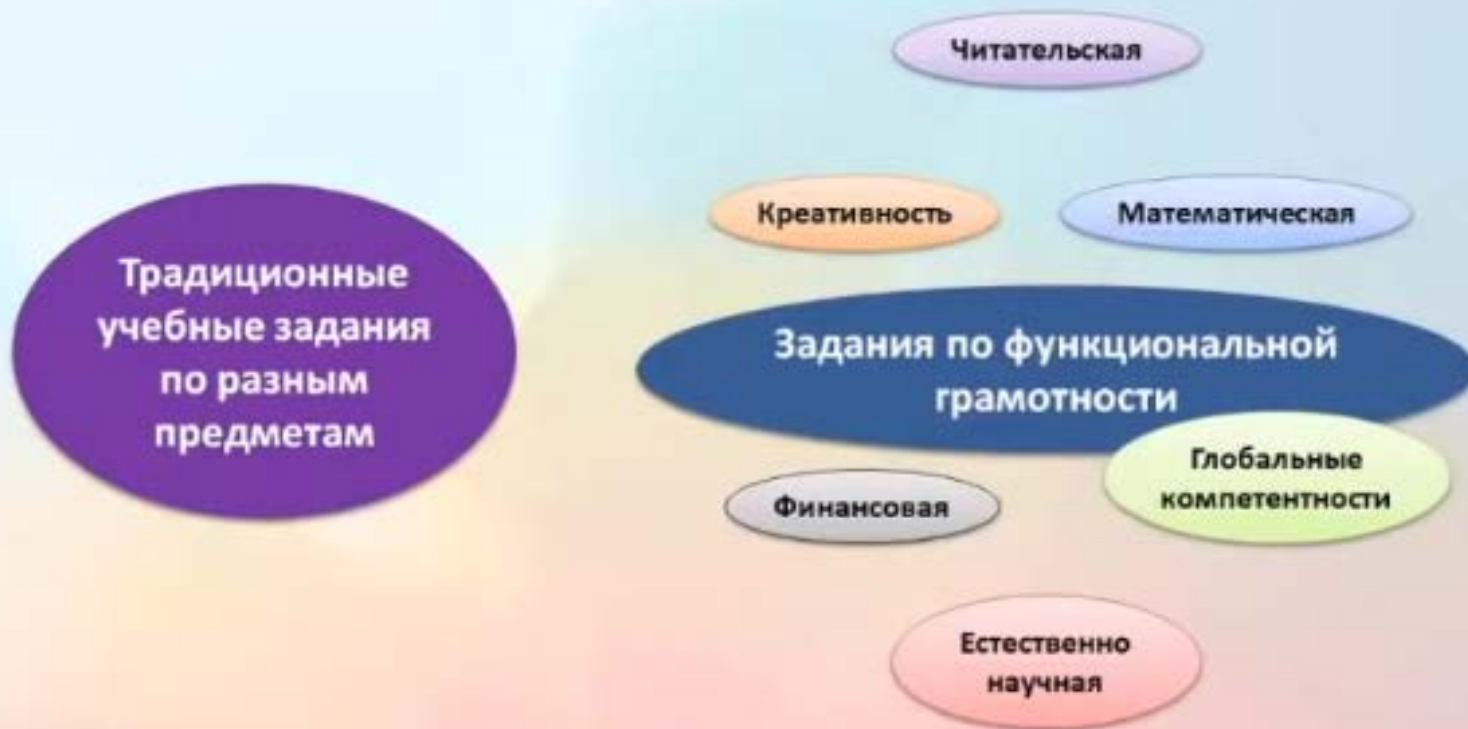 Традиционные
учебные задания
по разным
предметам
Читательская
Креативность
Математическая
Задания по функциональной
грамотности
Финансовая
Глобальные
компетентности
Естественно
научная